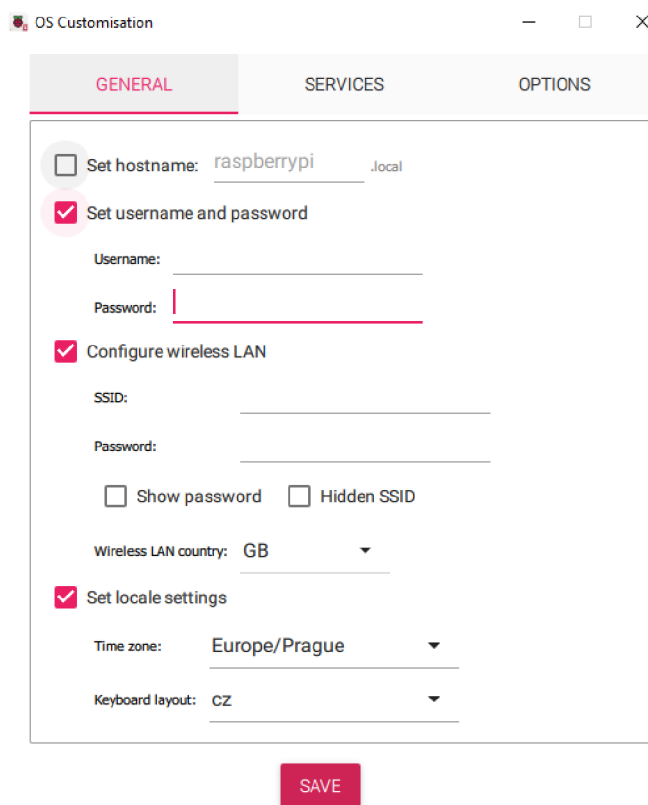 OS Customisation
GENERAL SERVICES OPTIONS
Set hostname: raspberrypi .local
Set username and password
Username:
Password:
Configure wireless LAN
SSID:
Password:
Show password Hidden SSID
Wireless LAN country: GB
Set locale settings
Time zone: Europe/Prague
Keyboard layout: cz
SAVE